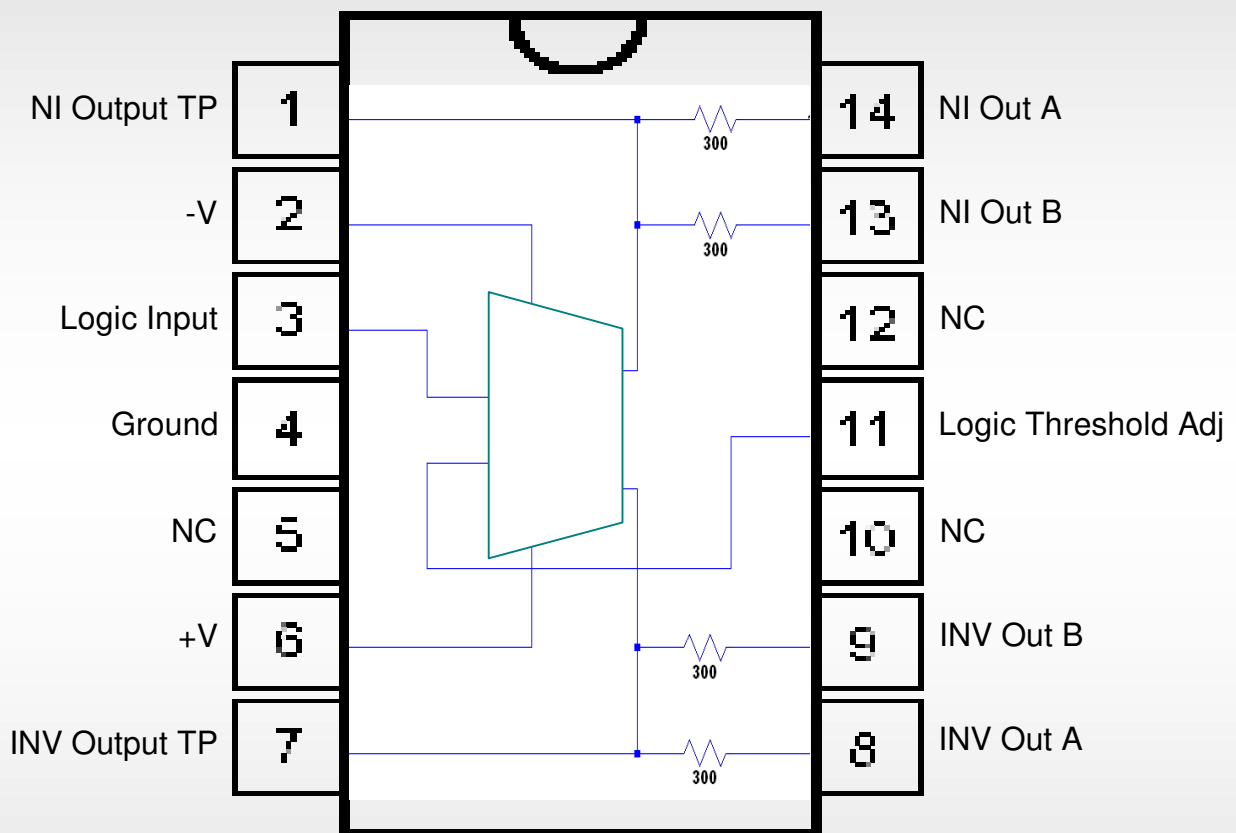 NI Output TP 1
14 NI Out A
300
-V 2
13 NI Out B
300
Logic Input 3
12 NC
Ground 4
11 Logic Threshold Adj
NC 5
10 NC
+V 6
9 INV Out B
300
INV Output TP 7
8 INV Out A
300